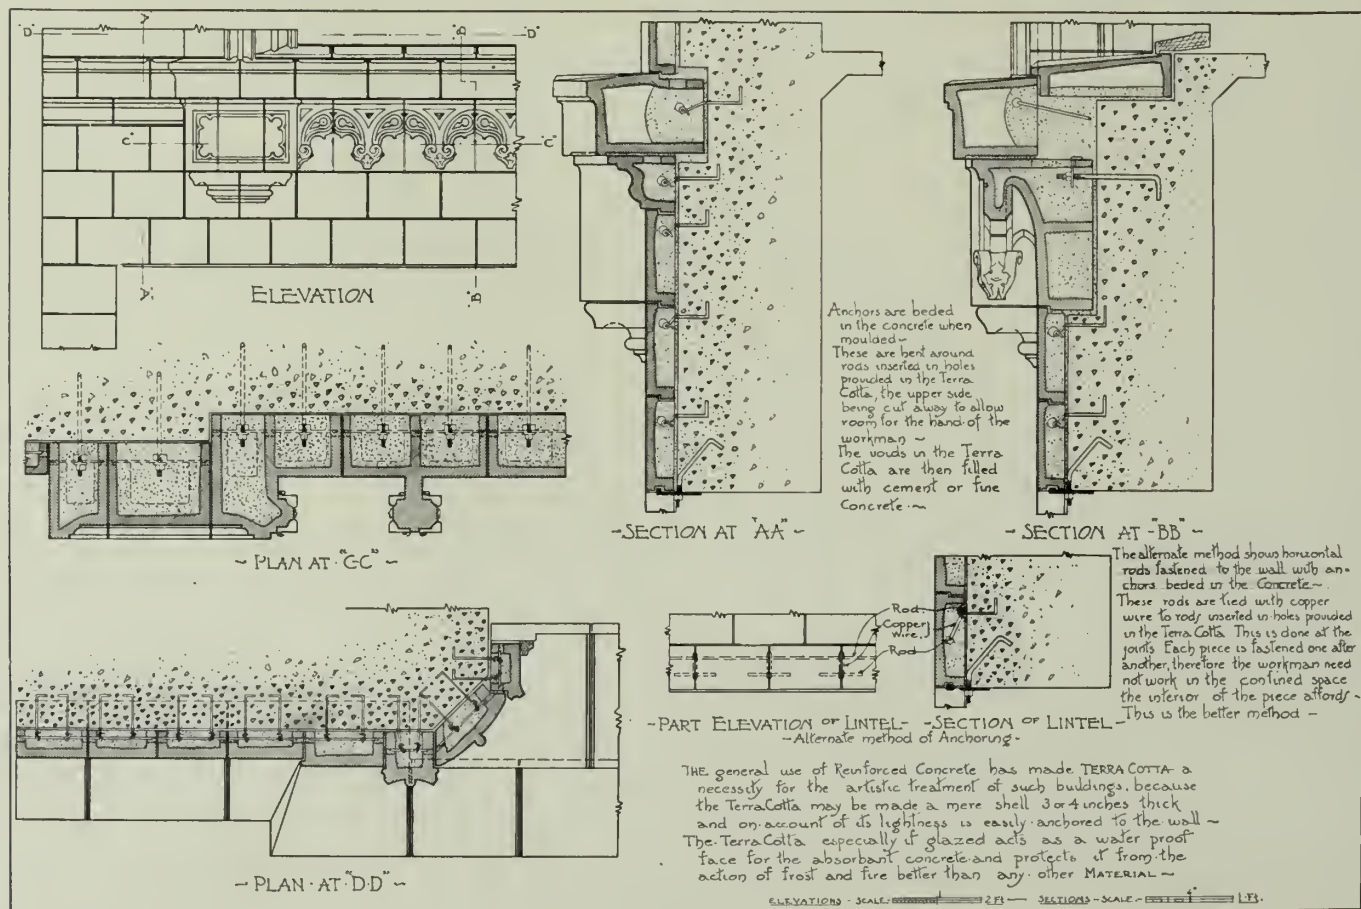 D
A
"B
D"
C"
C"
A
"B"
ELEVATION
Anchors are beded
in the concrete when
moulded~
These are bent around
rods inserted in holes
provided in the Terra
Cotta, the upper side
being cut away to allow
room for the hand of the
workman ~
The voids in the Terra
Cotta are then filled
with cement or fine
Concrete·~
-SECTION AT "AA"-
-SECTION AT-"BB"-
~ PLAN AT "C-C" ~
The alternate method shows horizontal
rods fastened to the wall with an-
chors beded in the Concrete~
These rods are tied with copper
wire to rods inserted in holes provided
in the Terra Cotta. This is done at the
joints. Each piece is fastened one after
another, therefore the workman need
not work in the confined space
the interior of the piece affords -
This is the better method -
Rod
Copper
Wire
Rod
-PART ELEVATION OF LINTEL- -SECTION OF LINTEL-
-Alternate method of Anchoring-
THE general use of Reinforced Concrete has made TERRA COTTA a
necessity for the artistic treatment of such buildings, because
the Terra Cotta may be made a mere shell 3 or 4 inches thick
and on account of its lightness is easily anchored to the wall ~
The Terra Cotta especially if glazed acts as a water proof
face for the absorbant concrete and protects it from the
action of frost and fire better than any other MATERIAL ~
~ PLAN · AT "D·D" ~
ELEVATIONS - SCALE 2 Ft — SECTIONS - SCALE - 4" 1 Ft.